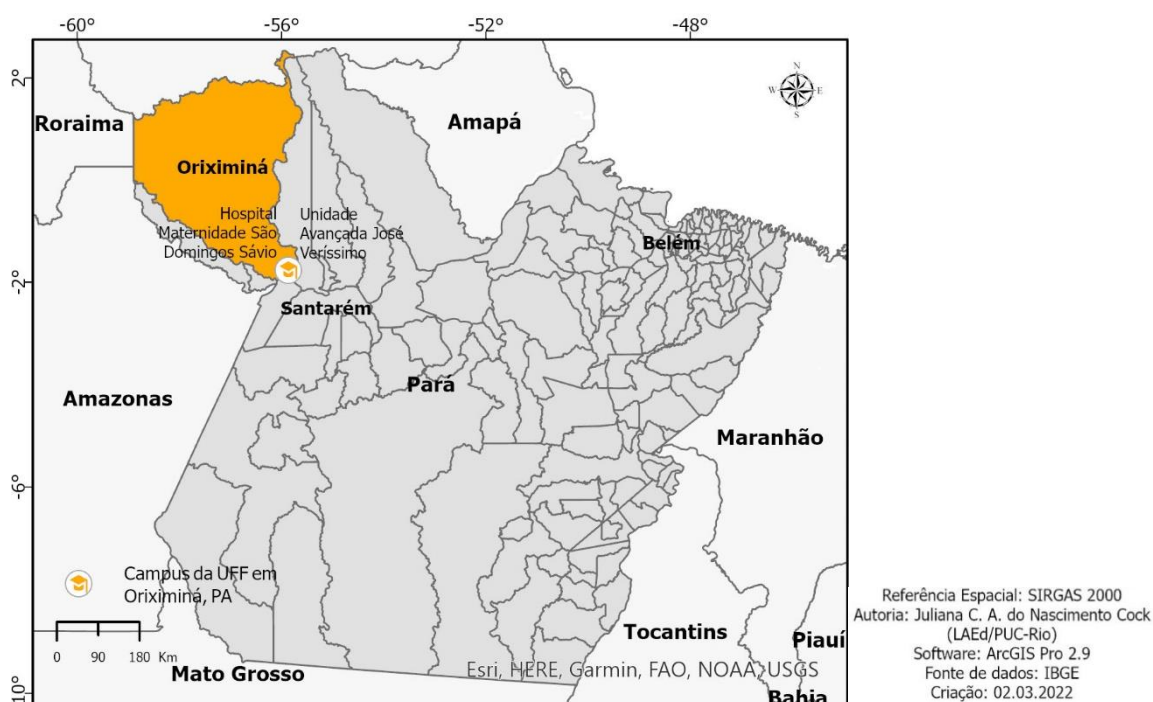 -60°
-56°
-52°
-48°
2°
-2°
-6°
-10°
N
W
E
S
Roraima
Amapá
Oriximiná
Hospital
Maternidade São
Domingos Sávio
Unidade
Avançada José
Veríssimo
Belém
Santarém
Pará
Amazonas
Maranhão
Campus da UFF em
Oriximiná, PA
0 90 180 Km
Tocantins
Piauí
Mato Grosso
Esri, HERE, Garmin, FAO, NOAA, USGS
Bahia
Referência Espacial: SIRGAS 2000
Autoria: Juliana C. A. do Nascimento Cock
(LAEd/PUC-Rio)
Software: ArcGIS Pro 2.9
Fonte de dados: IBGE
Criação: 02.03.2022